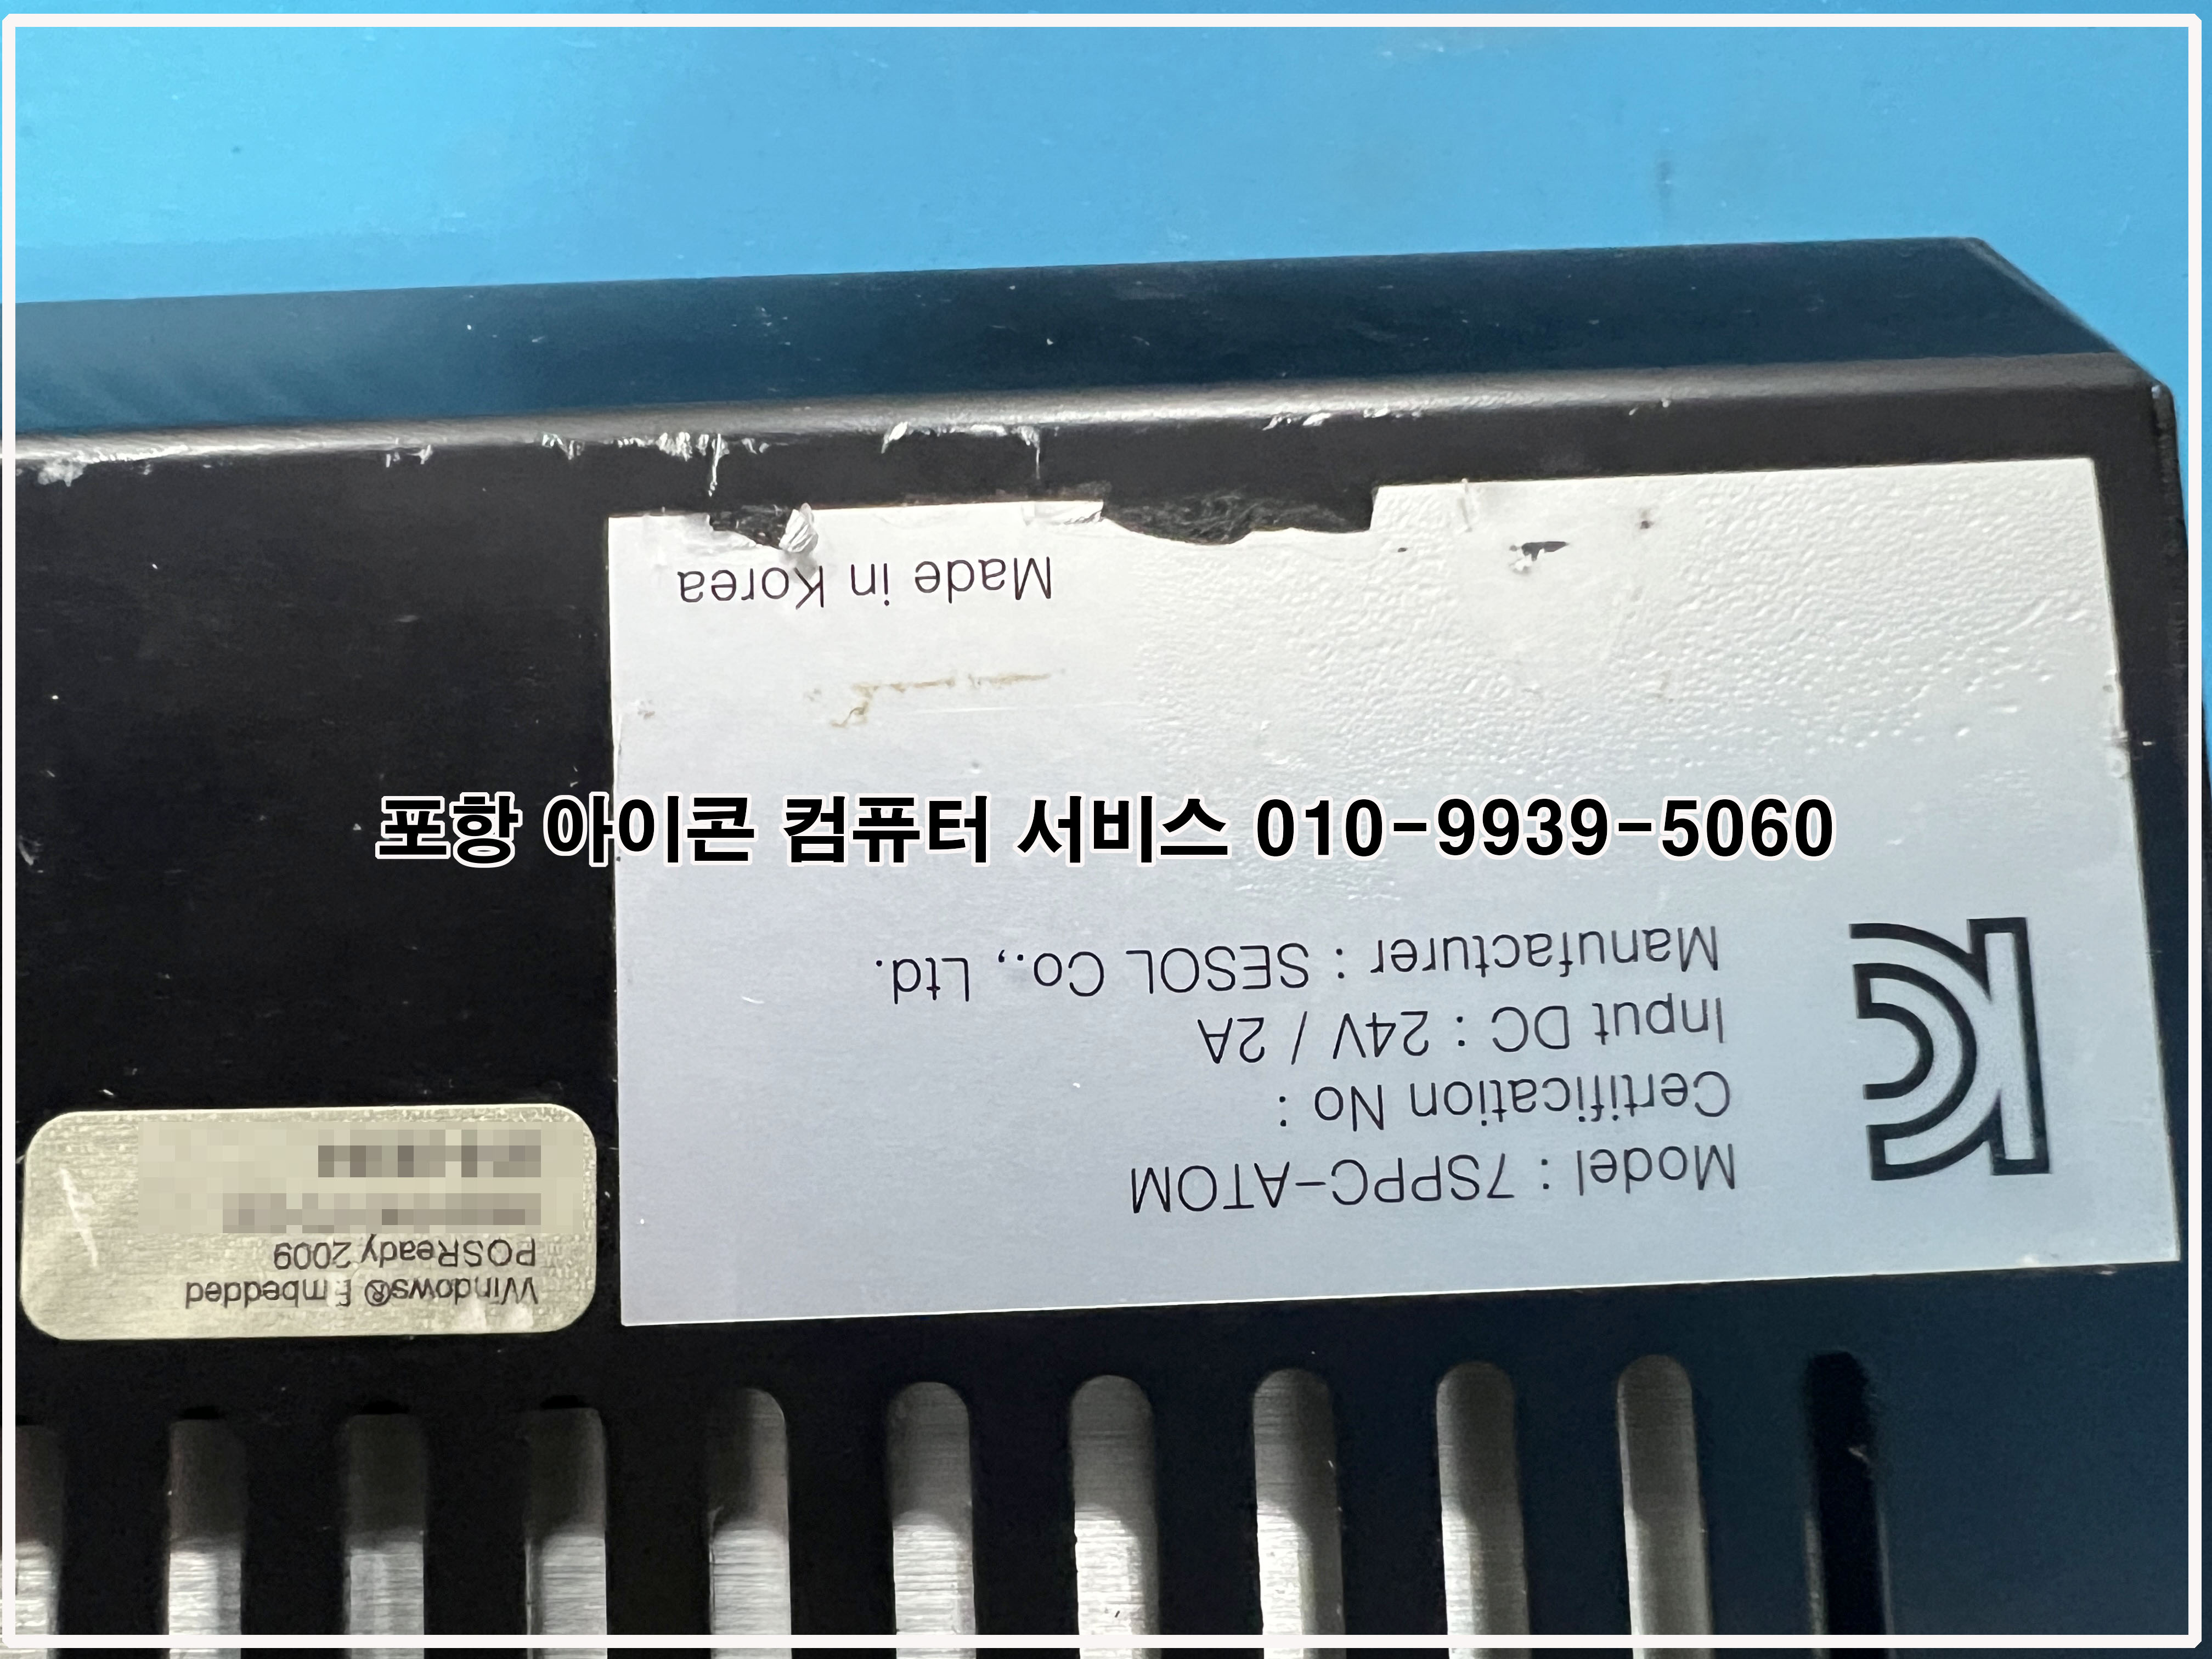 포항 아이콘 컴퓨터 서비스 010-9939-5060
Model : 7SPPC-ATOM
Certification No :
Input DC : 24V / 2A
Manufacturer : SESOL Co., Ltd.
Made in Korea
Windows® Embedded
POSReady 2009